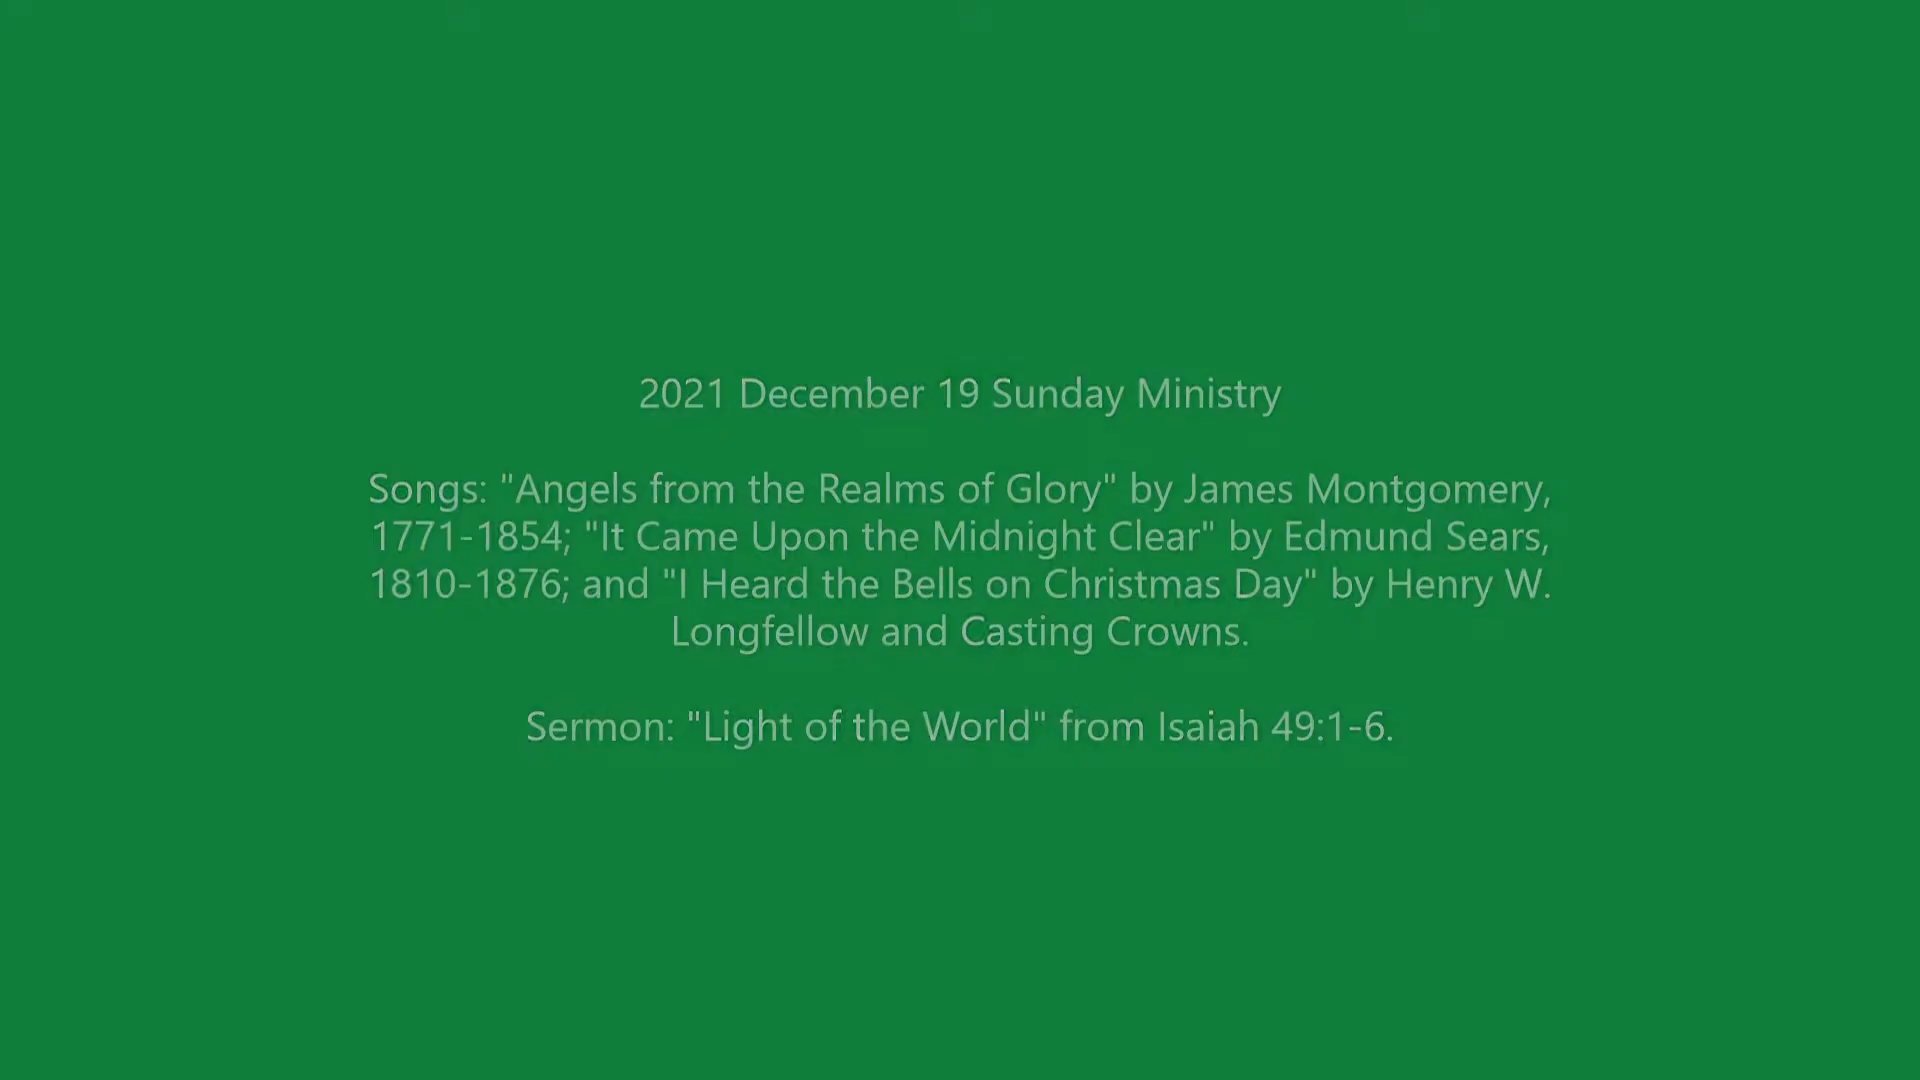 2021 December 19 Sunday Ministry
Songs: "Angels from the Realms of Glory" by James Montgomery,
1771-1854; "It Came Upon the Midnight Clear" by Edmund Sears,
1810-1876; and "I Heard the Bells on Christmas Day" by Henry W.
Longfellow and Casting Crowns.
Sermon: "Light of the World" from Isaiah 49:1-6.